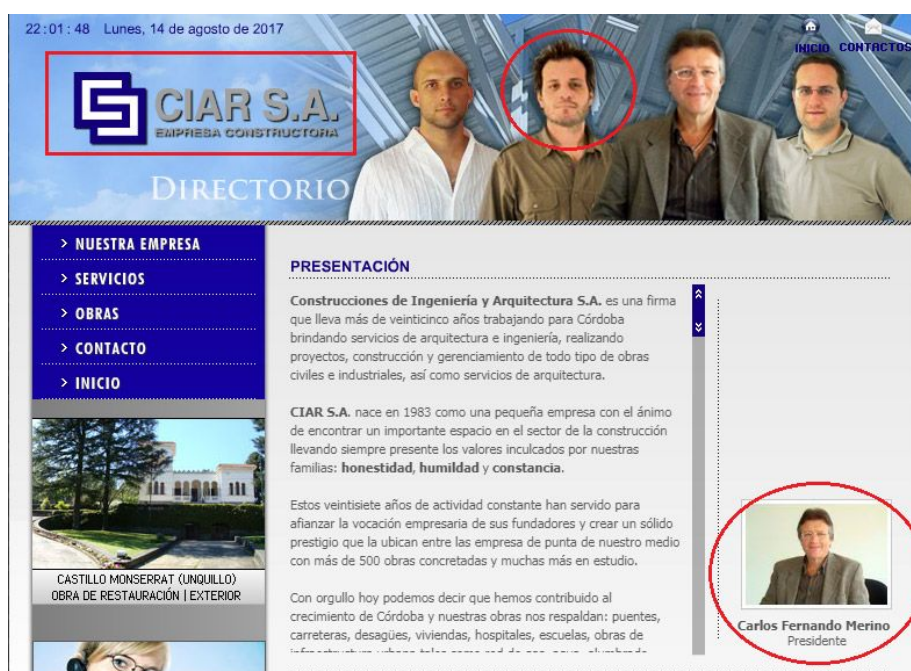 22:01:48 Lunes, 14 de agosto de 2017
INICIO CONTACTOS
CIAR S.A.
EMPRESA CONSTRUCTORA
DIRECTORIO
> NUESTRA EMPRESA
> SERVICIOS
> OBRAS
> CONTACTO
> INICIO
CASTILLO MONSERRAT (UNQUILLO)
OBRA DE RESTAURACIÓN | EXTERIOR
PRESENTACIÓN
Construcciones de Ingeniería y Arquitectura S.A. es una firma
que lleva más de veinticinco años trabajando para Córdoba
brindando servicios de arquitectura e ingeniería, realizando
proyectos, construcción y gerenciamiento de todo tipo de obras
civiles e industriales, así como servicios de arquitectura.
CIAR S.A. nace en 1983 como una pequeña empresa con el ánimo
de encontrar un importante espacio en el sector de la construcción
llevando siempre presente los valores inculcados por nuestras
familias: honestidad, humildad y constancia.
Estos veintisiete años de actividad constante han servido para
afianzar la vocación empresaria de sus fundadores y crear un sólido
prestigio que la ubican entre las empresa de punta de nuestro medio
con más de 500 obras concretadas y muchas más en estudio.
Con orgullo hoy podemos decir que hemos contribuido al
crecimiento de Córdoba y nuestras obras nos respaldan: puentes,
carreteras, desagües, viviendas, hospitales, escuelas, obras de
Carlos Fernando Merino
Presidente